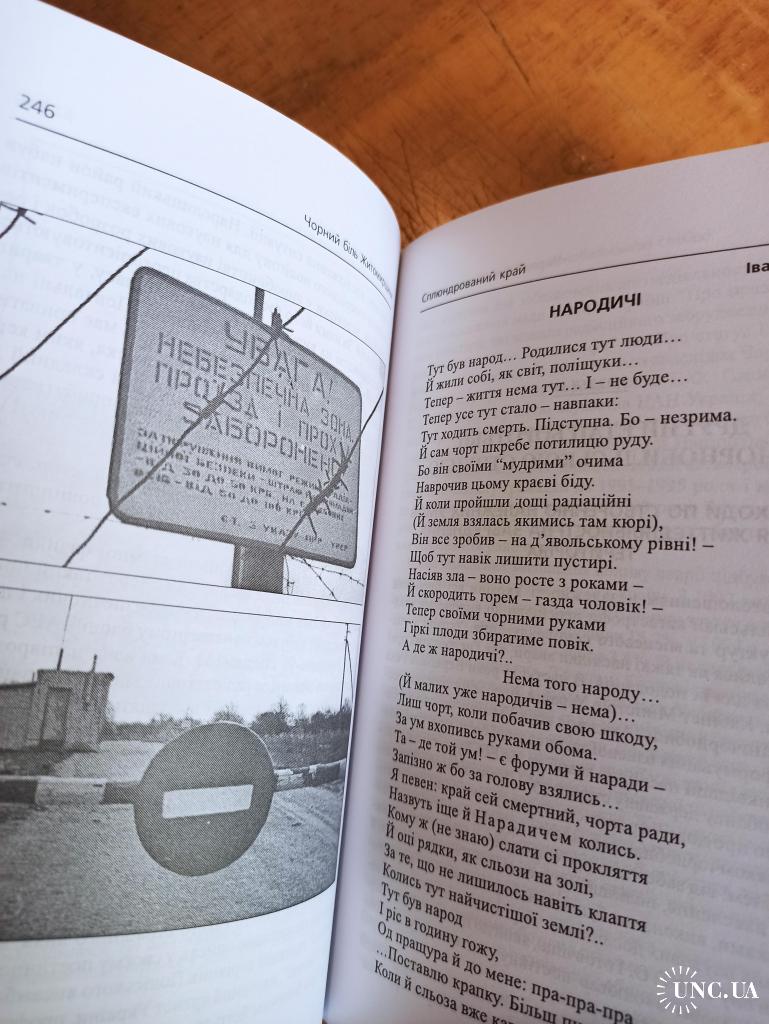 246
Чорний біль
УВАГА!
НЕБЕЗПЕЧНА ЗОНА
ПРОЇЗД І ПРОХІД
ЗАБОРОНЕНО
ЗА ПОРУШЕННЯ ВИМОГ
Сплюндрований край
Іва
НАРОДИЧІ
Тут був народ… Родилися тут люди…
Й жили собі, як світ, поліщуки…
Тепер – життя нема тут… І – не буде…
Тепер усе тут стало – навпаки:
Тут ходить смерть. Підступна. Бо – незрима.
Й сам чорт шкребе потилицю руду.
Бо він своїми “мудрими” очима
Наврочив цьому краєві біду.
Й коли пройшли дощі радіаційні
(Й земля взялась якимись там кюрі),
Він все зробив – на д’явольському рівні! –
Щоб тут навік лишити пустирі.
Насіяв зла – воно росте з роками –
Й скородить горем – газда чоловік! –
Тепер своїми чорними руками
Гіркі плоди збиратиме повік.
А де ж народичі?..
Нема того народу…
(Й малих уже народичів – нема)…
Лиш чорт, коли побачив свою шкоду,
За ум вхопивсь руками обома.
Та – де той ум! – є форуми й наради –
Запізно ж бо за голову взялись…
Я певен: край сей смертний, чорта ради,
Назвуть іще й Нарадичем колись.
Кому ж (не знаю) слати сі прокляття
Й оці рядки, як сльози на золі,
За те, що не лишилось навіть клаптя
Колись тут найчистішої землі?..
Тут був народ
І ріс в годину гожу,
Од пращура й до мене: пра-пра-пра
…Поставлю крапку. Більш
Коли й сльоза вже
UNC.UA